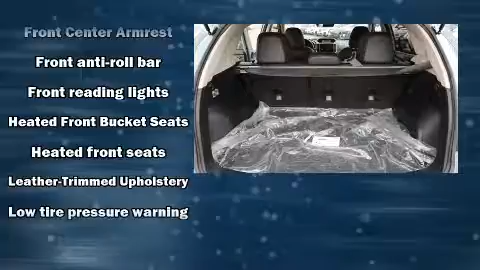 Front Center Armrest
Front anti-roll bar
Front reading lights
Heated Front Bucket Seats
Heated front seats
Leather-Trimmed Upholstery
Low tire pressure warning